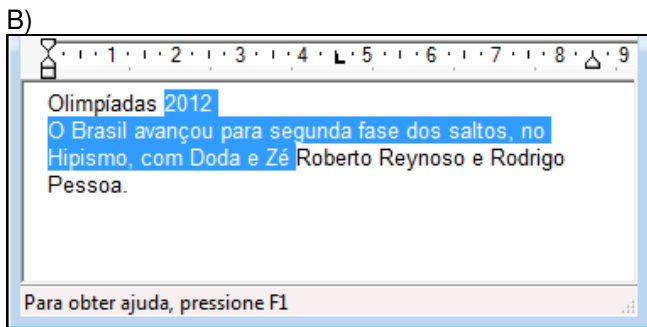 B)
1 2 3 4 5 6 7 8 9
Olimpíadas 2012
O Brasil avançou para segunda fase dos saltos, no
Hipismo, com Doda e Zé Roberto Reynoso e Rodrigo
Pessoa.
Para obter ajuda, pressione F1